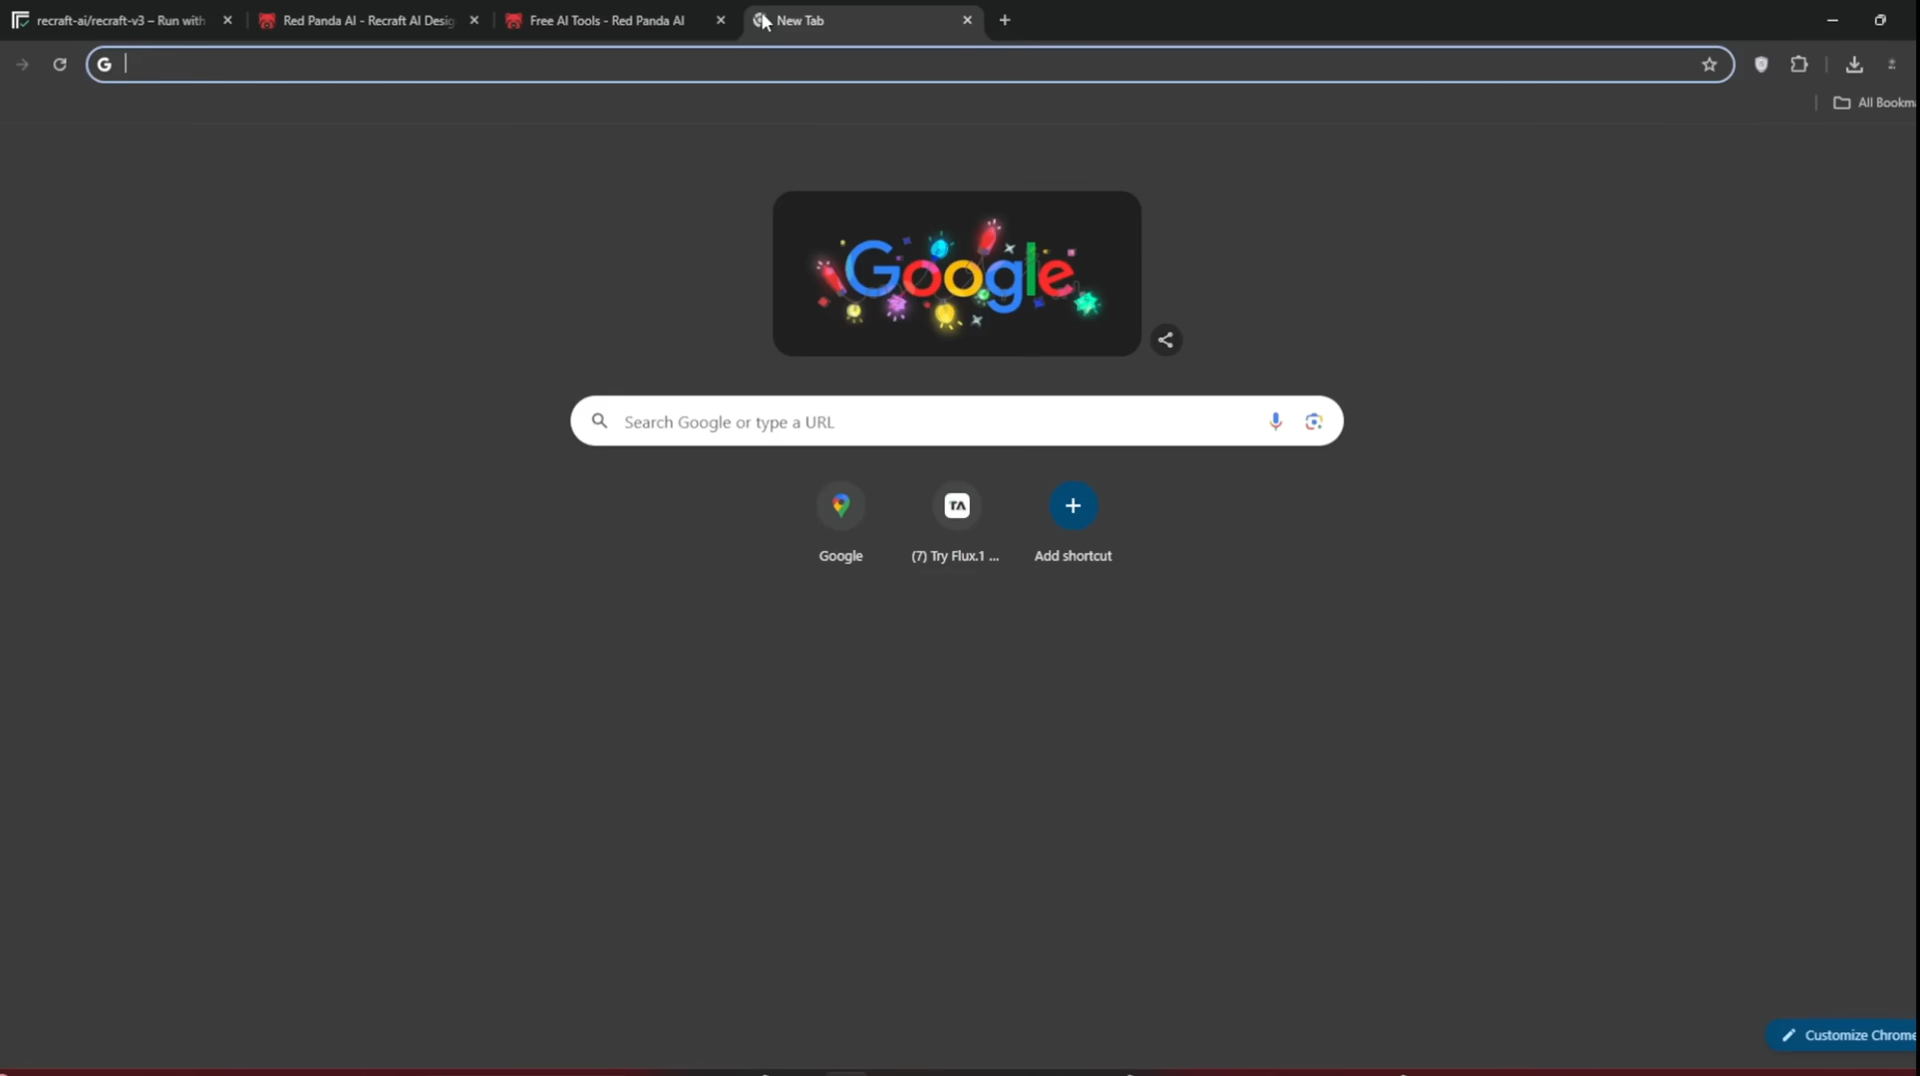 recraft-ai/recraft-v3 – Run with
Red Panda AI - Recraft AI Desig
Free AI Tools - Red Panda AI
New Tab
All Bookma
Google
Search Google or type a URL
Google
(7) Try Flux.1 ...
Add shortcut
Customize Chrome